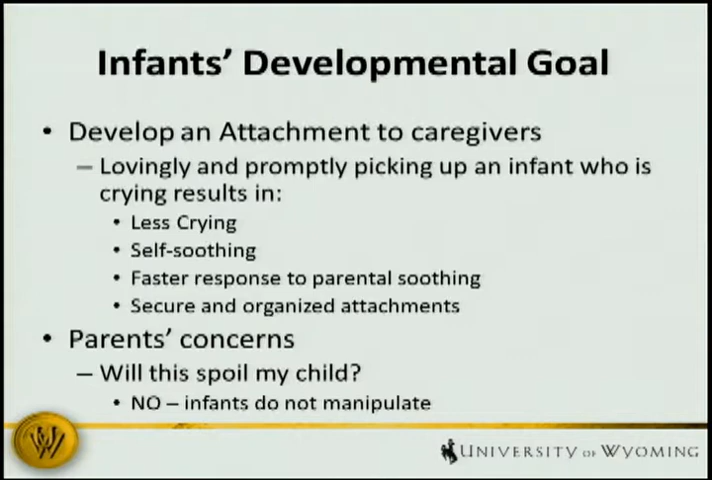 Infants' Developmental Goal
• Develop an Attachment to caregivers
– Lovingly and promptly picking up an infant who is
crying results in:
• Less Crying
• Self-soothing
• Faster response to parental soothing
• Secure and organized attachments
• Parents' concerns
– Will this spoil my child?
• NO – infants do not manipulate
W
UNIVERSITY OF WYOMING